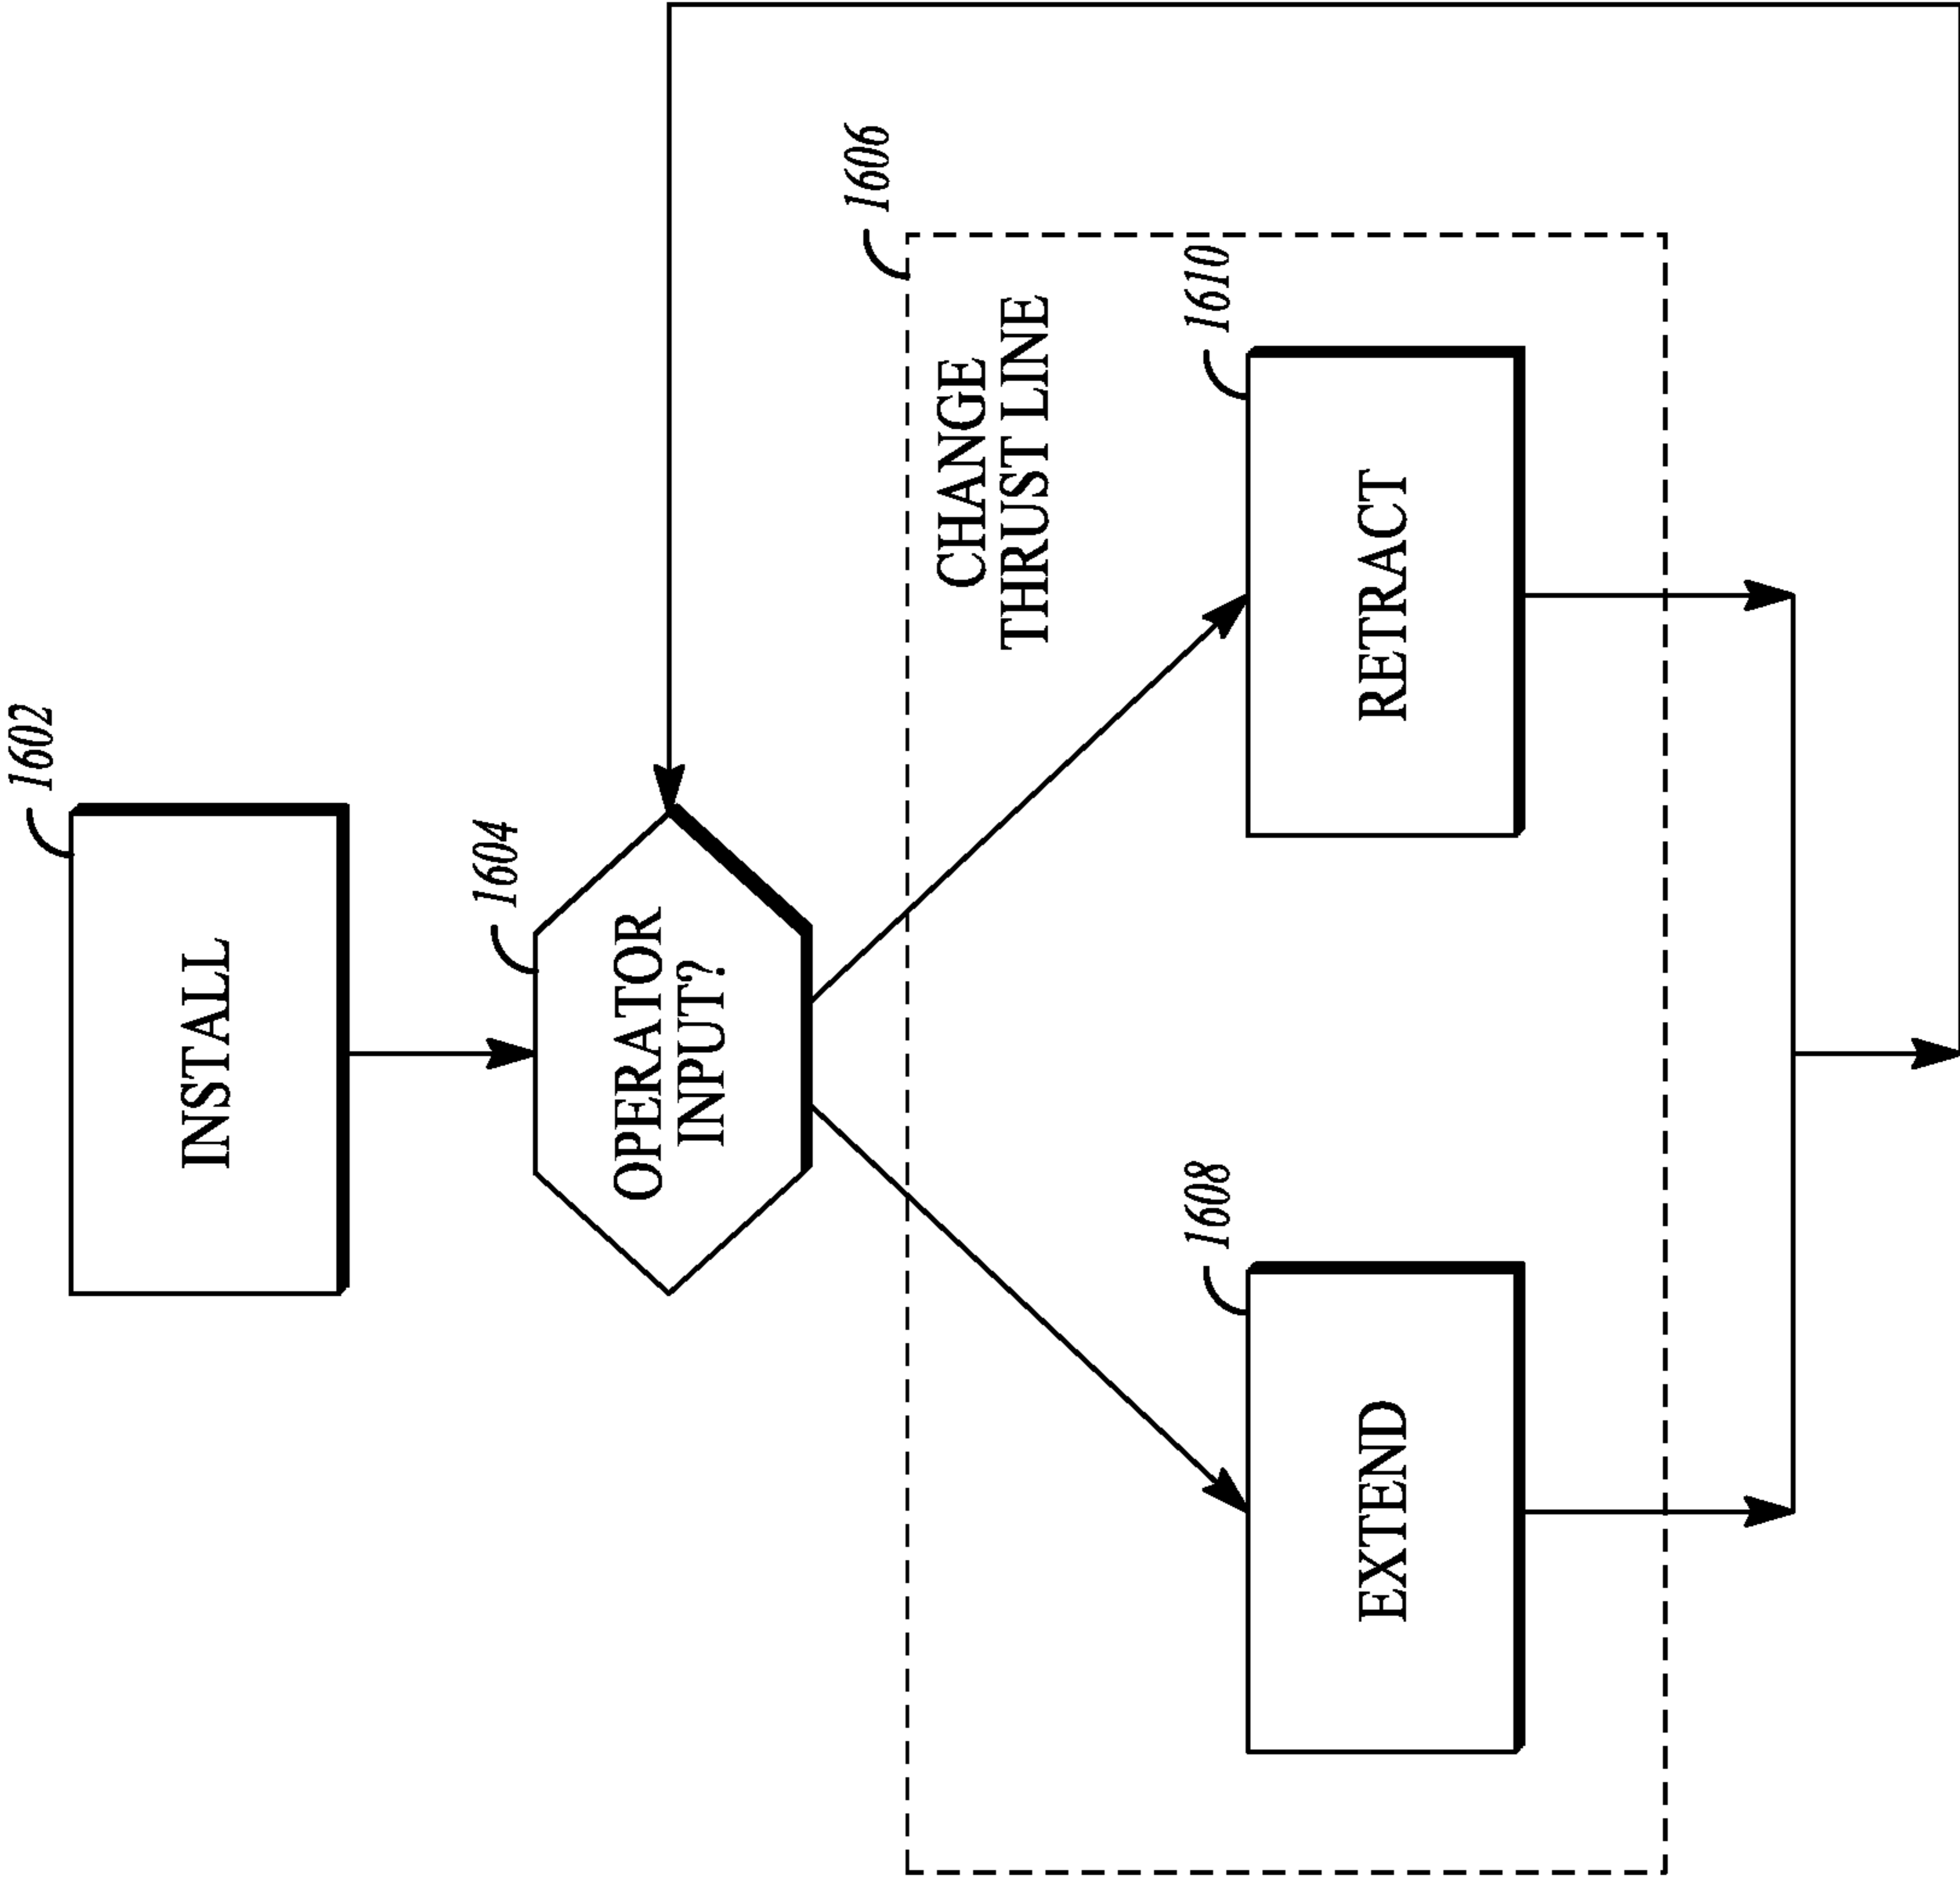 1602
INSTALL
1604
OPERATOR
INPUT?
1606
CHANGE
THRUST LINE
1608
EXTEND
1610
RETRACT